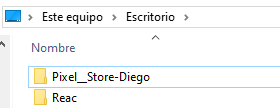 Este equipo > Escritorio >
Nombre
Pixel__Store-Diego
Reac